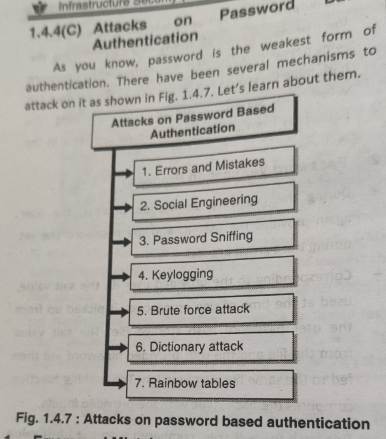 Infrastructure Security
1.4.4(C) Attacks on Password
Authentication
As you know, password is the weakest form of
authentication. There have been several mechanisms to
attack on it as shown in Fig. 1.4.7. Let's learn about them.
Attacks on Password Based
Authentication
1. Errors and Mistakes
2. Social Engineering
3. Password Sniffing
4. Keylogging
5. Brute force attack
6. Dictionary attack
7. Rainbow tables
Fig. 1.4.7 : Attacks on password based authentication